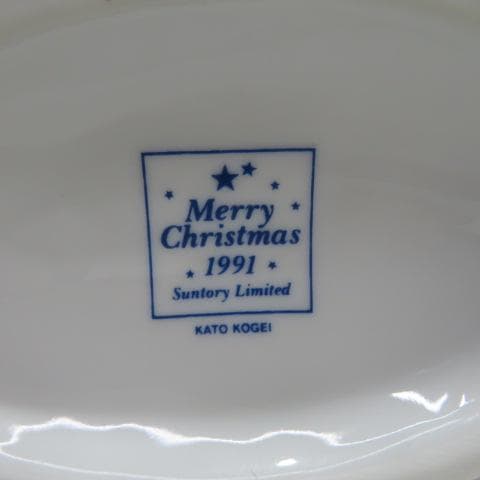 Merry
Christmas
1991
Suntory Limited
KATO KOGEI